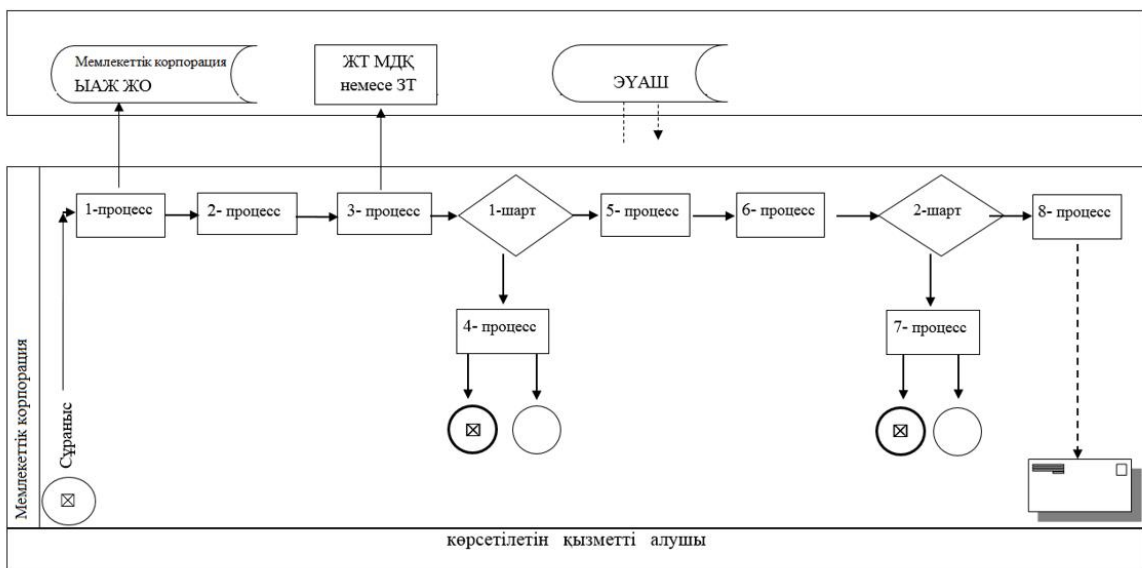 Мемлекеттік корпорация
ЫАЖ ЖО
ЖТ МДҚ
немесе ЗТ
ЭҮАШ
Мемлекеттік корпорация
Сұраныс
1-процесс
2- процесс
3- процесс
1-шарт
5- процесс
6- процесс
2-шарт
8- процесс
4- процесс
7- процесс
көрсетілетін қызметті алушы